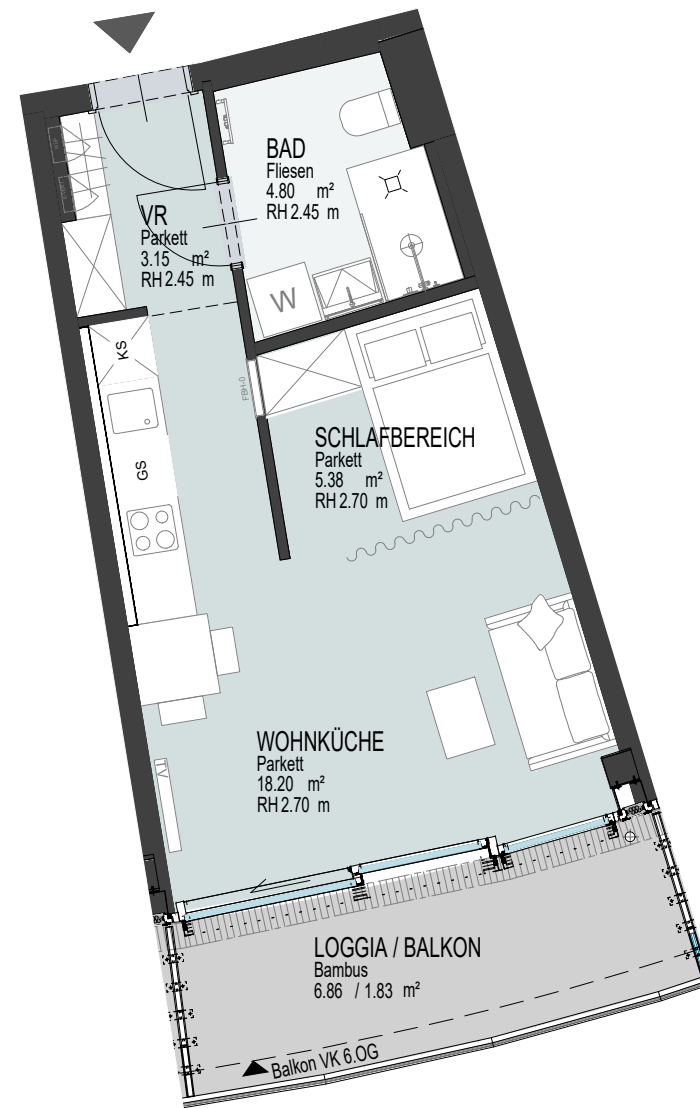 BAD
Fliesen
4.80 m²
RH 2.45 m
VR
Parkett
3.15 m²
RH 2.45 m
W
KS
FBH-0
GS
SCHLAFBEREICH
Parkett
5.38 m²
RH 2.70 m
WOHNKÜCHE
Parkett
18.20 m²
RH 2.70 m
TV
LOGGIA / BALKON
Bambus
6.86 / 1.83 m²
Balkon VK 6.OG